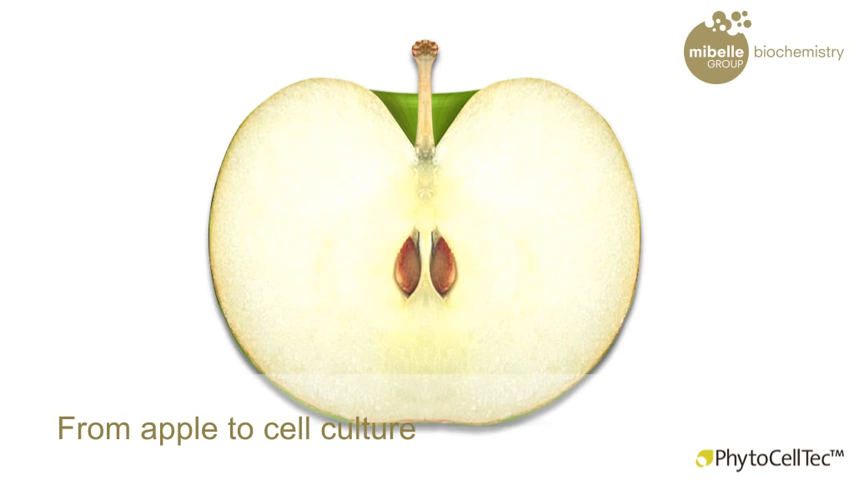 mibelle
GROUP
biochemistry
From apple to cell culture
PhytoCellTec™